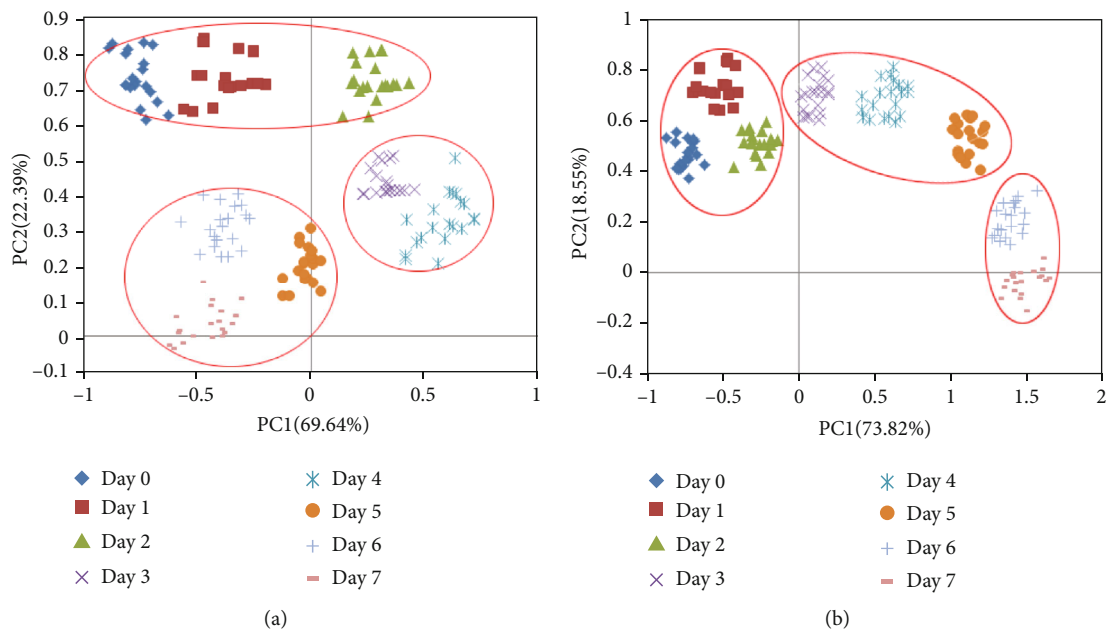 0.9
0.8
0.7
0.6
0.5
0.4
0.3
0.2
0.1
0
–0.1
PC2(22.39%)
–1
–0.5
0
0.5
1
PC1(69.64%)
Day 0
Day 1
Day 2
Day 3
Day 4
Day 5
Day 6
Day 7
(a)
1
0.8
0.6
0.4
0.2
0
–0.2
–0.4
PC2(18.55%)
–1
–0.5
0
0.5
1
1.5
2
PC1(73.82%)
Day 0
Day 1
Day 2
Day 3
Day 4
Day 5
Day 6
Day 7
(b)